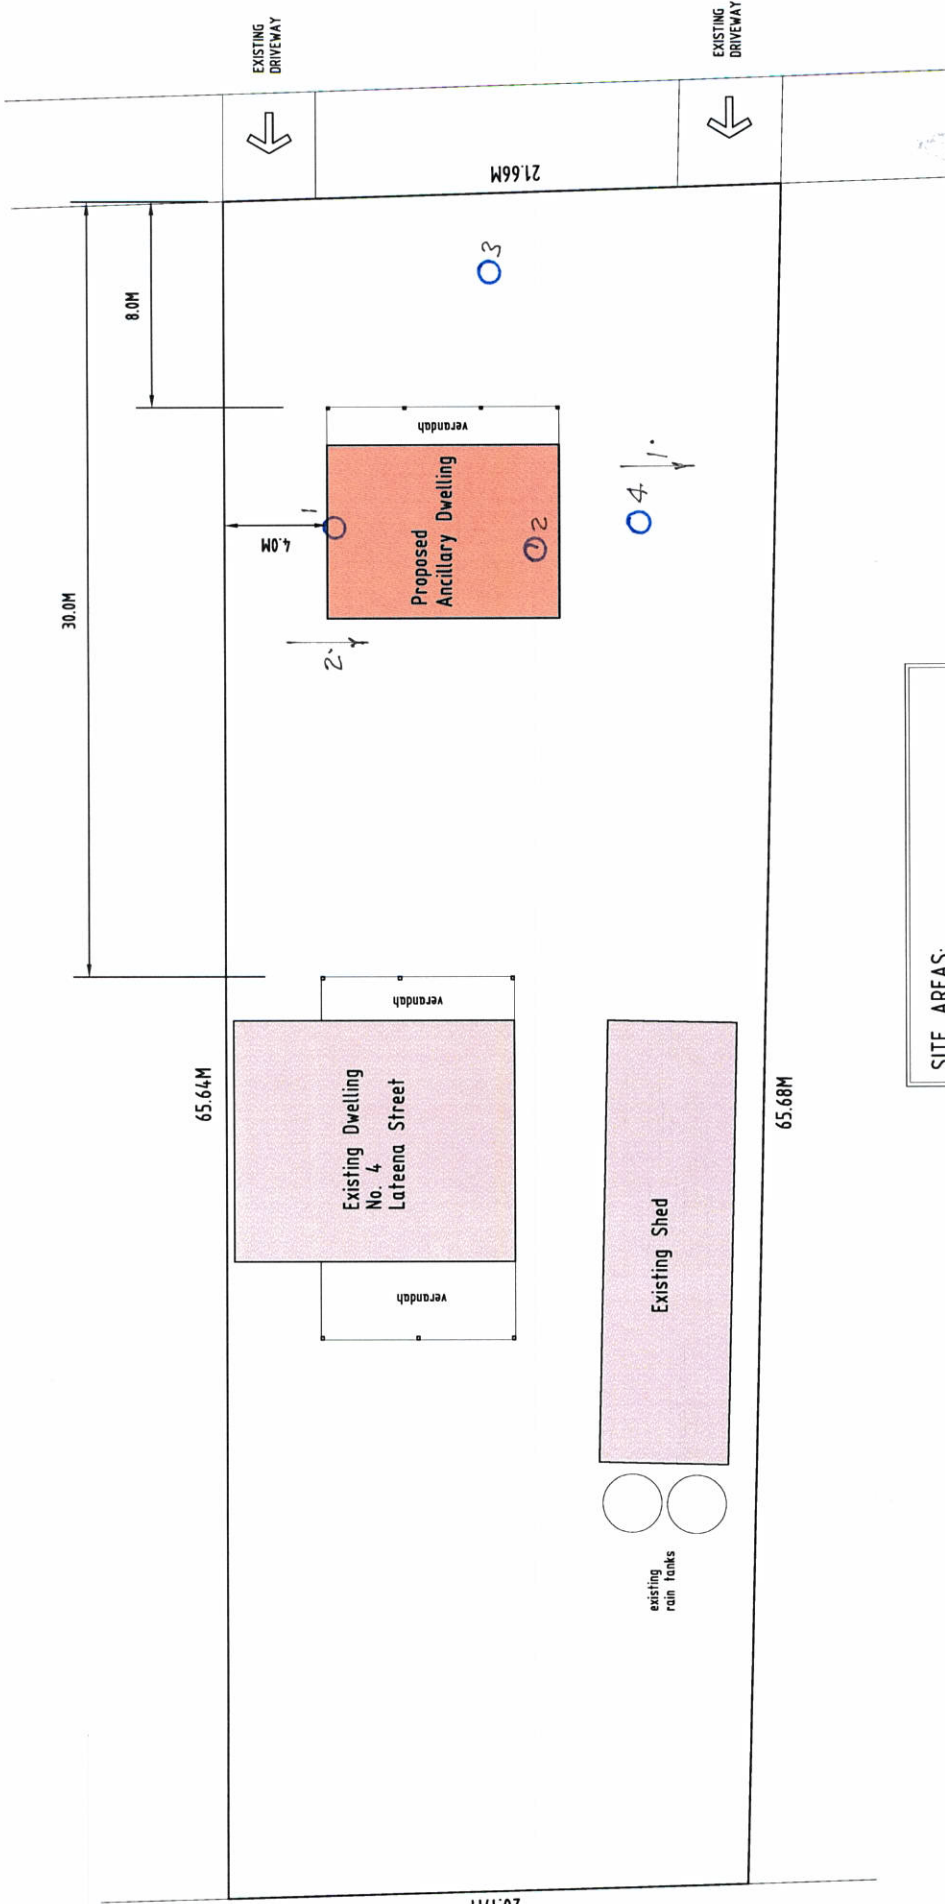 EXISTING
DRIVEWAY
EXISTING
DRIVEWAY
21.66M
8.0M
30.0M
4.0M
3
verandah
Proposed
Ancillary Dwelling
1
2
4
1°
2°
verandah
65.64M
Existing Dwelling
No. 4
Lateena Street
verandah
Existing Shed
65.68M
existing
rain tanks
SITE AREAS: